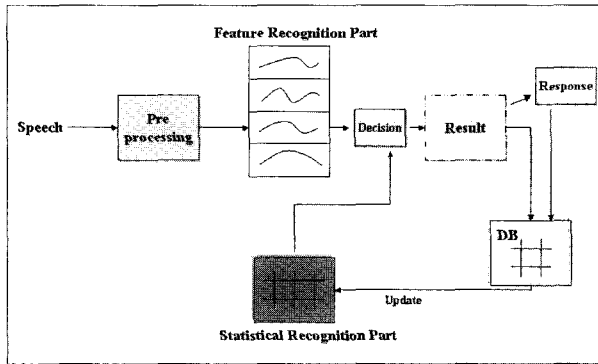 Feature Recognition Part
Response
Speech
Pre
processing
Decision
Result
DB
Update
Statistical Recognition Part